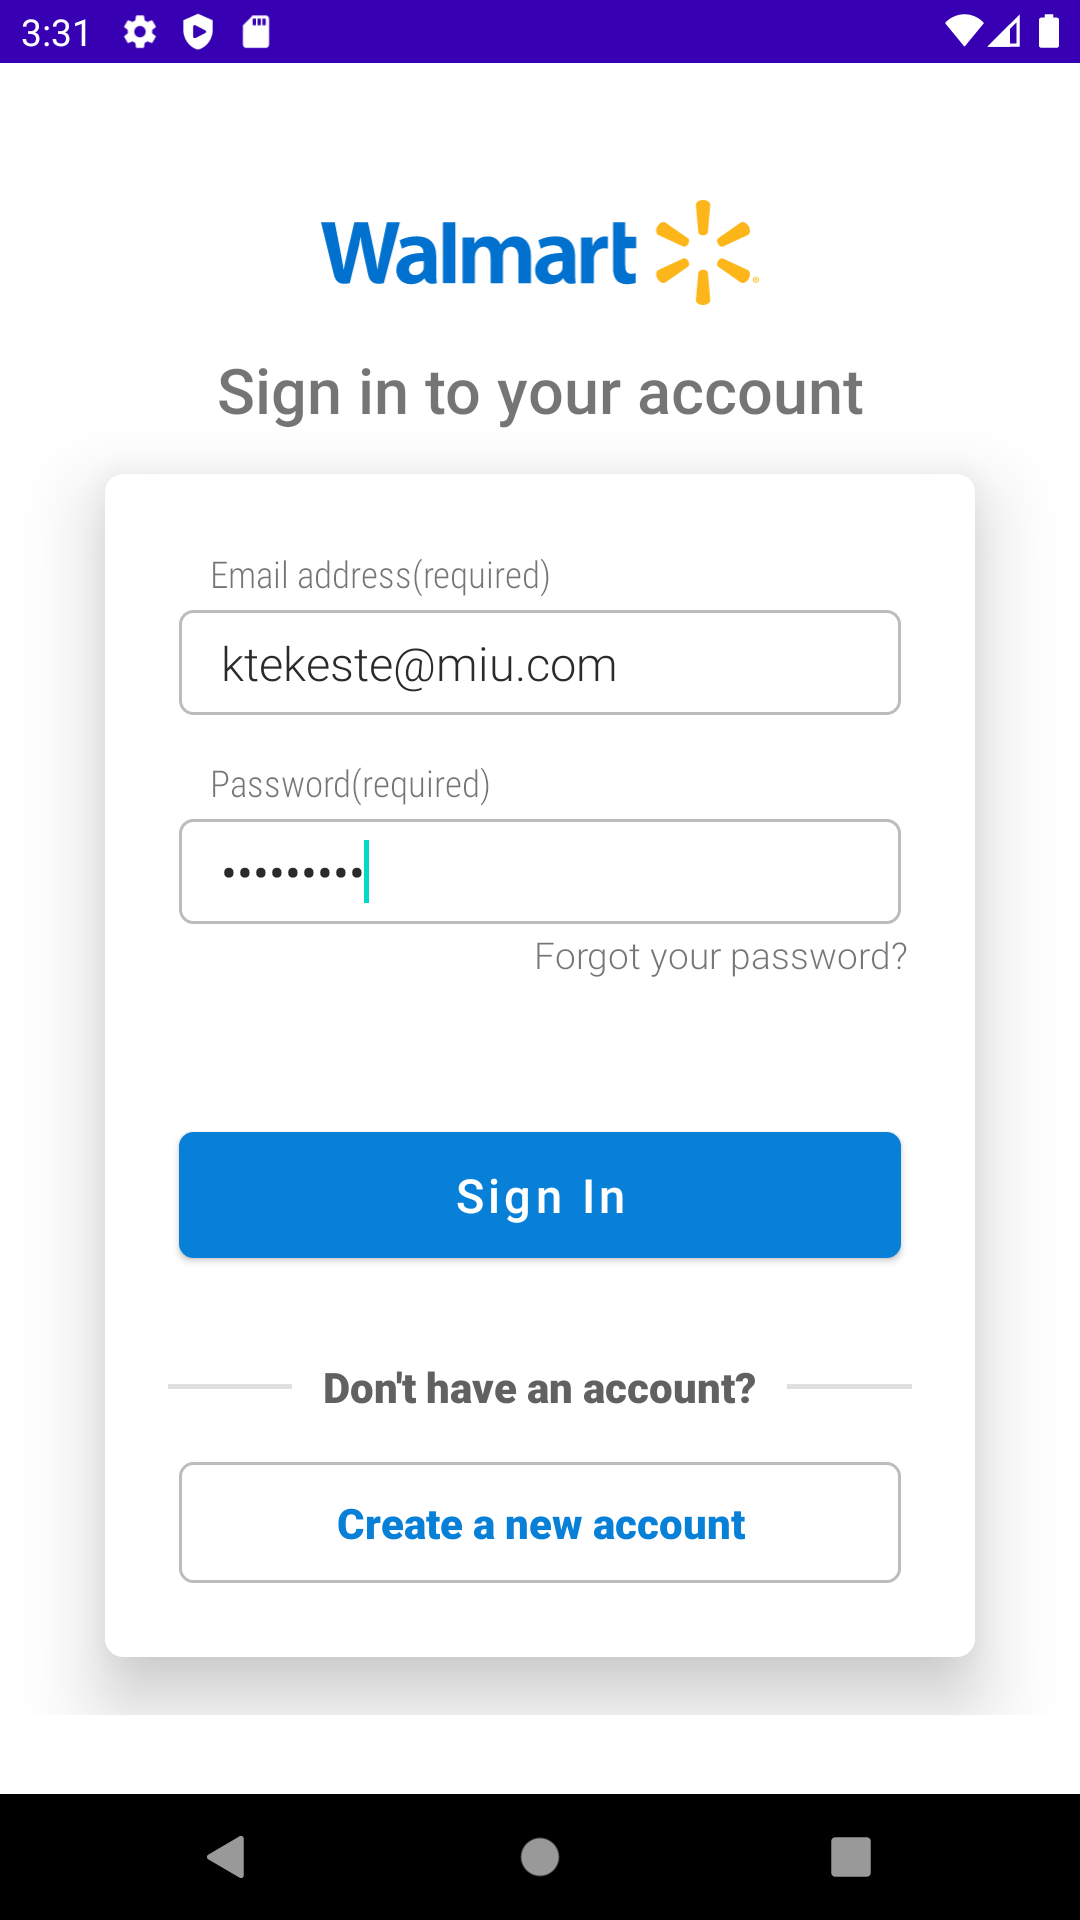 3:31
Walmart
Sign in to your account
Email address(required)
ktekeste@miu.com
Password(required)
•••••••••
Forgot your password?
Sign In
Don't have an account?
Create a new account